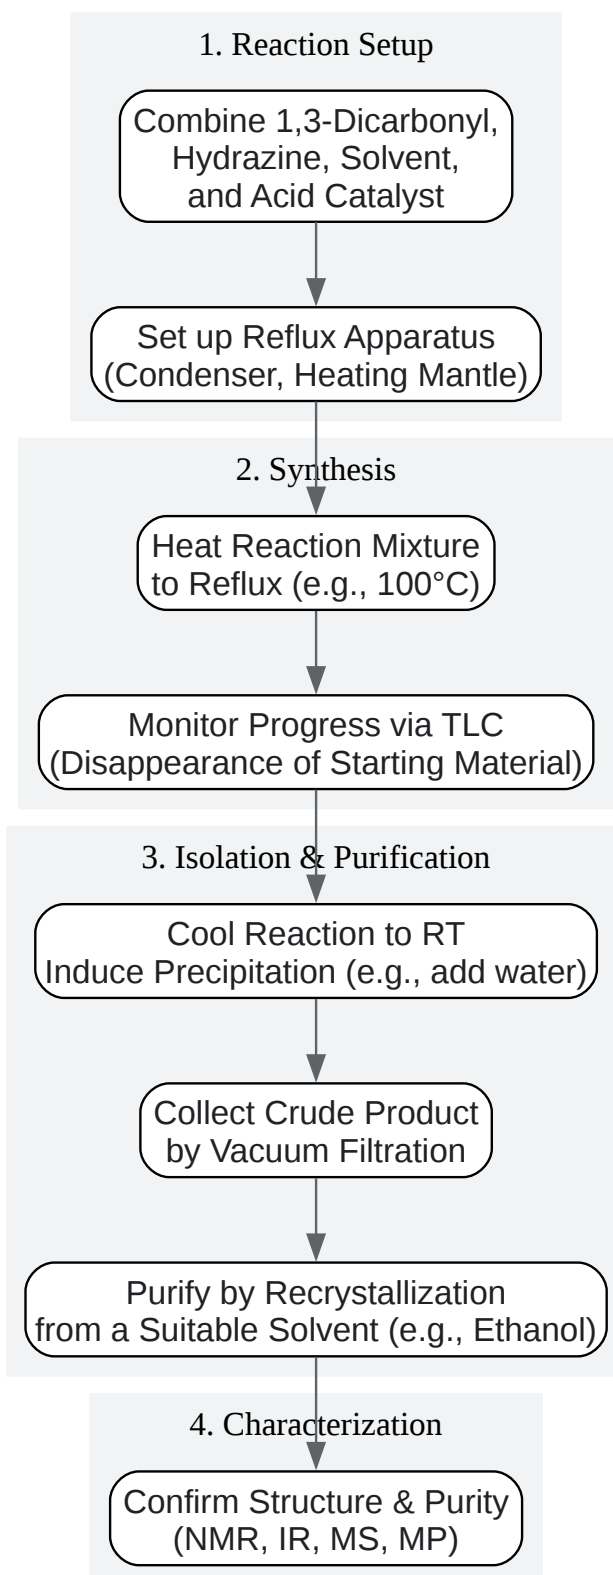 1. Reaction Setup
Combine 1,3-Dicarbonyl,
Hydrazine, Solvent,
and Acid Catalyst
Set up Reflux Apparatus
(Condenser, Heating Mantle)
2. Synthesis
Heat Reaction Mixture
to Reflux (e.g., 100°C)
Monitor Progress via TLC
(Disappearance of Starting Material)
3. Isolation & Purification
Cool Reaction to RT
Induce Precipitation (e.g., add water)
Collect Crude Product
by Vacuum Filtration
Purify by Recrystallization
from a Suitable Solvent (e.g., Ethanol)
4. Characterization
Confirm Structure & Purity
(NMR, IR, MS, MP)